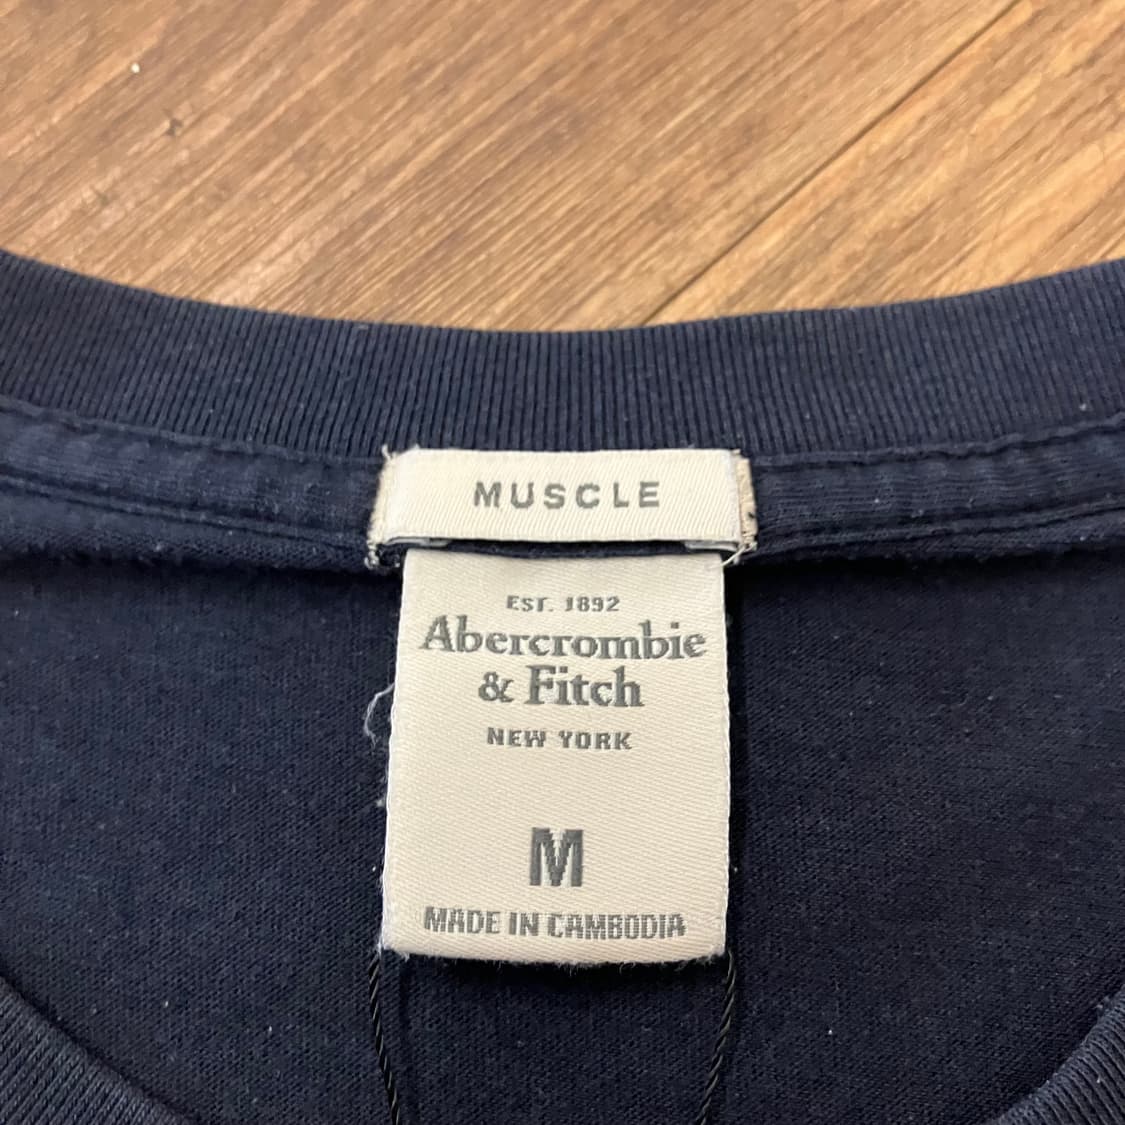 MUSCLE
EST. 1892
Abercrombie
& Fitch
NEW YORK
M
MADE IN CAMBODIA